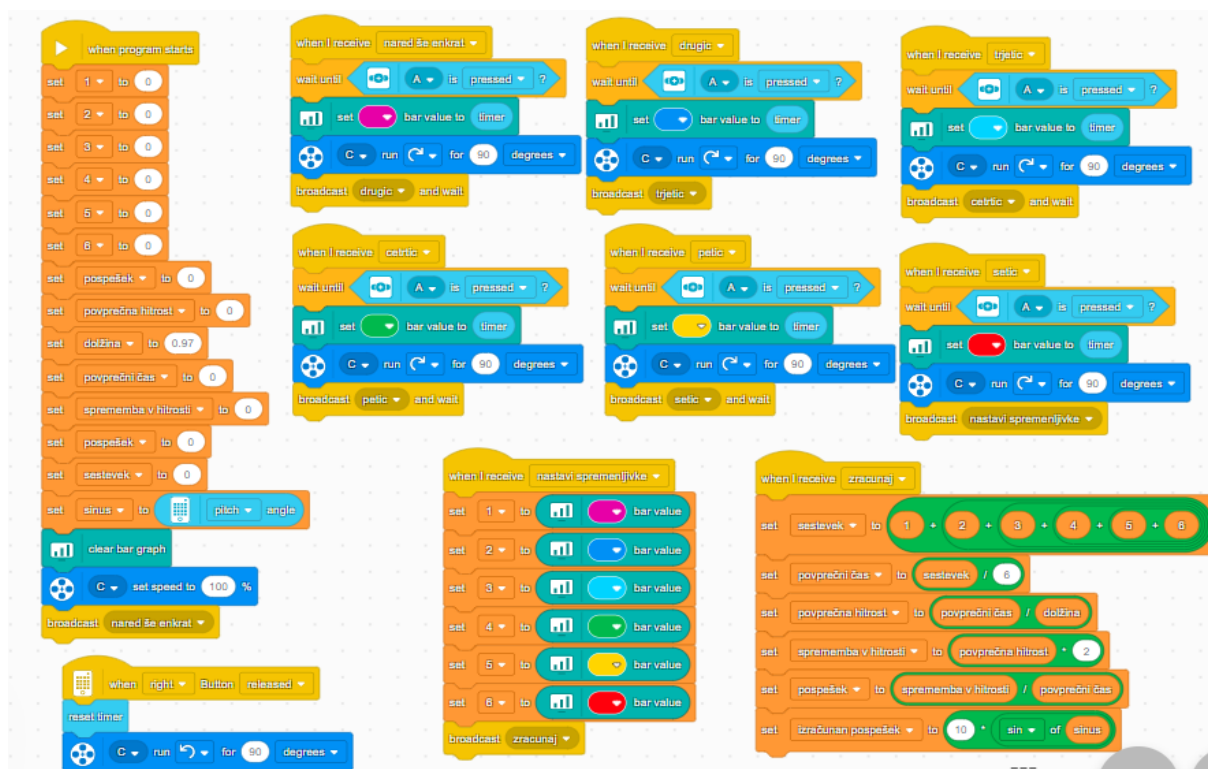 when program starts
set 1 to 0
set 2 to 0
set 3 to 0
set 4 to 0
set 5 to 0
set 6 to 0
set pospešek to 0
set povprečna hitrost to 0
set dolžina to 0.97
set povprečni čas to 0
set sprememba v hitrosti to 0
set pospešek to 0
set sestevek to 0
set sinus to pitch angle
clear bar graph
C set speed to 100 %
broadcast nared še enkrat
when right Button released
reset timer
C run for 90 degrees
when I receive nared še enkrat
wait until A is pressed ?
set bar value to timer
C run for 90 degrees
broadcast drugic and wait
when I receive drugic
wait until A is pressed ?
set bar value to timer
C run for 90 degrees
broadcast trjetic
when I receive trjetic
wait until A is pressed ?
set bar value to timer
C run for 90 degrees
broadcast cetrtic and wait
when I receive cetrtic
wait until A is pressed ?
set bar value to timer
C run for 90 degrees
broadcast petic and wait
when I receive petic
wait until A is pressed ?
set bar value to timer
C run for 90 degrees
broadcast setic and wait
when I receive setic
wait until A is pressed ?
set bar value to timer
C run for 90 degrees
broadcast nastavi spremenljivke
when I receive nastavi spremenljivke
set 1 to bar value
set 2 to bar value
set 3 to bar value
set 4 to bar value
set 5 to bar value
set 6 to bar value
broadcast zracunaj
when I receive zracunaj
set sestevek to 1 + 2 + 3 + 4 + 5 + 6
set povprečni čas to sestevek / 6
set povprečna hitrost to povprečni čas / dolžina
set sprememba v hitrosti to povprečna hitrost * 2
set pospešek to sprememba v hitrosti / povprečni čas
set izračunan pospešek to 10 * sin of sinus